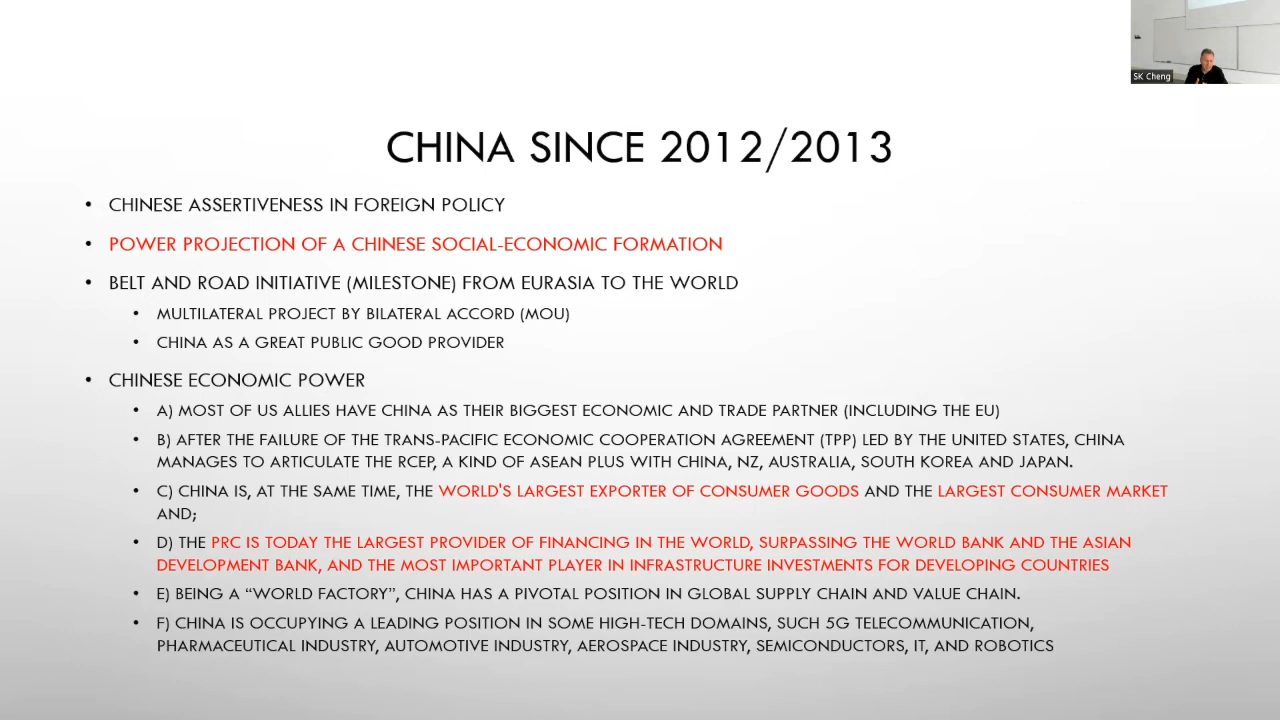 SK Cheng
CHINA SINCE 2012/2013
• CHINESE ASSERTIVENESS IN FOREIGN POLICY
• POWER PROJECTION OF A CHINESE SOCIAL-ECONOMIC FORMATION
• BELT AND ROAD INITIATIVE (MILESTONE) FROM EURASIA TO THE WORLD
• MULTILATERAL PROJECT BY BILATERAL ACCORD (MOU)
• CHINA AS A GREAT PUBLIC GOOD PROVIDER
• CHINESE ECONOMIC POWER
• A) MOST OF US ALLIES HAVE CHINA AS THEIR BIGGEST ECONOMIC AND TRADE PARTNER (INCLUDING THE EU)
• B) AFTER THE FAILURE OF THE TRANS-PACIFIC ECONOMIC COOPERATION AGREEMENT (TPP) LED BY THE UNITED STATES, CHINA
MANAGES TO ARTICULATE THE RCEP, A KIND OF ASEAN PLUS WITH CHINA, NZ, AUSTRALIA, SOUTH KOREA AND JAPAN.
• C) CHINA IS, AT THE SAME TIME, THE WORLD'S LARGEST EXPORTER OF CONSUMER GOODS AND THE LARGEST CONSUMER MARKET
AND;
• D) THE PRC IS TODAY THE LARGEST PROVIDER OF FINANCING IN THE WORLD, SURPASSING THE WORLD BANK AND THE ASIAN
DEVELOPMENT BANK, AND THE MOST IMPORTANT PLAYER IN INFRASTRUCTURE INVESTMENTS FOR DEVELOPING COUNTRIES
• E) BEING A “WORLD FACTORY”, CHINA HAS A PIVOTAL POSITION IN GLOBAL SUPPLY CHAIN AND VALUE CHAIN.
• F) CHINA IS OCCUPYING A LEADING POSITION IN SOME HIGH-TECH DOMAINS, SUCH 5G TELECOMMUNICATION,
PHARMACEUTICAL INDUSTRY, AUTOMOTIVE INDUSTRY, AEROSPACE INDUSTRY, SEMICONDUCTORS, IT, AND ROBOTICS